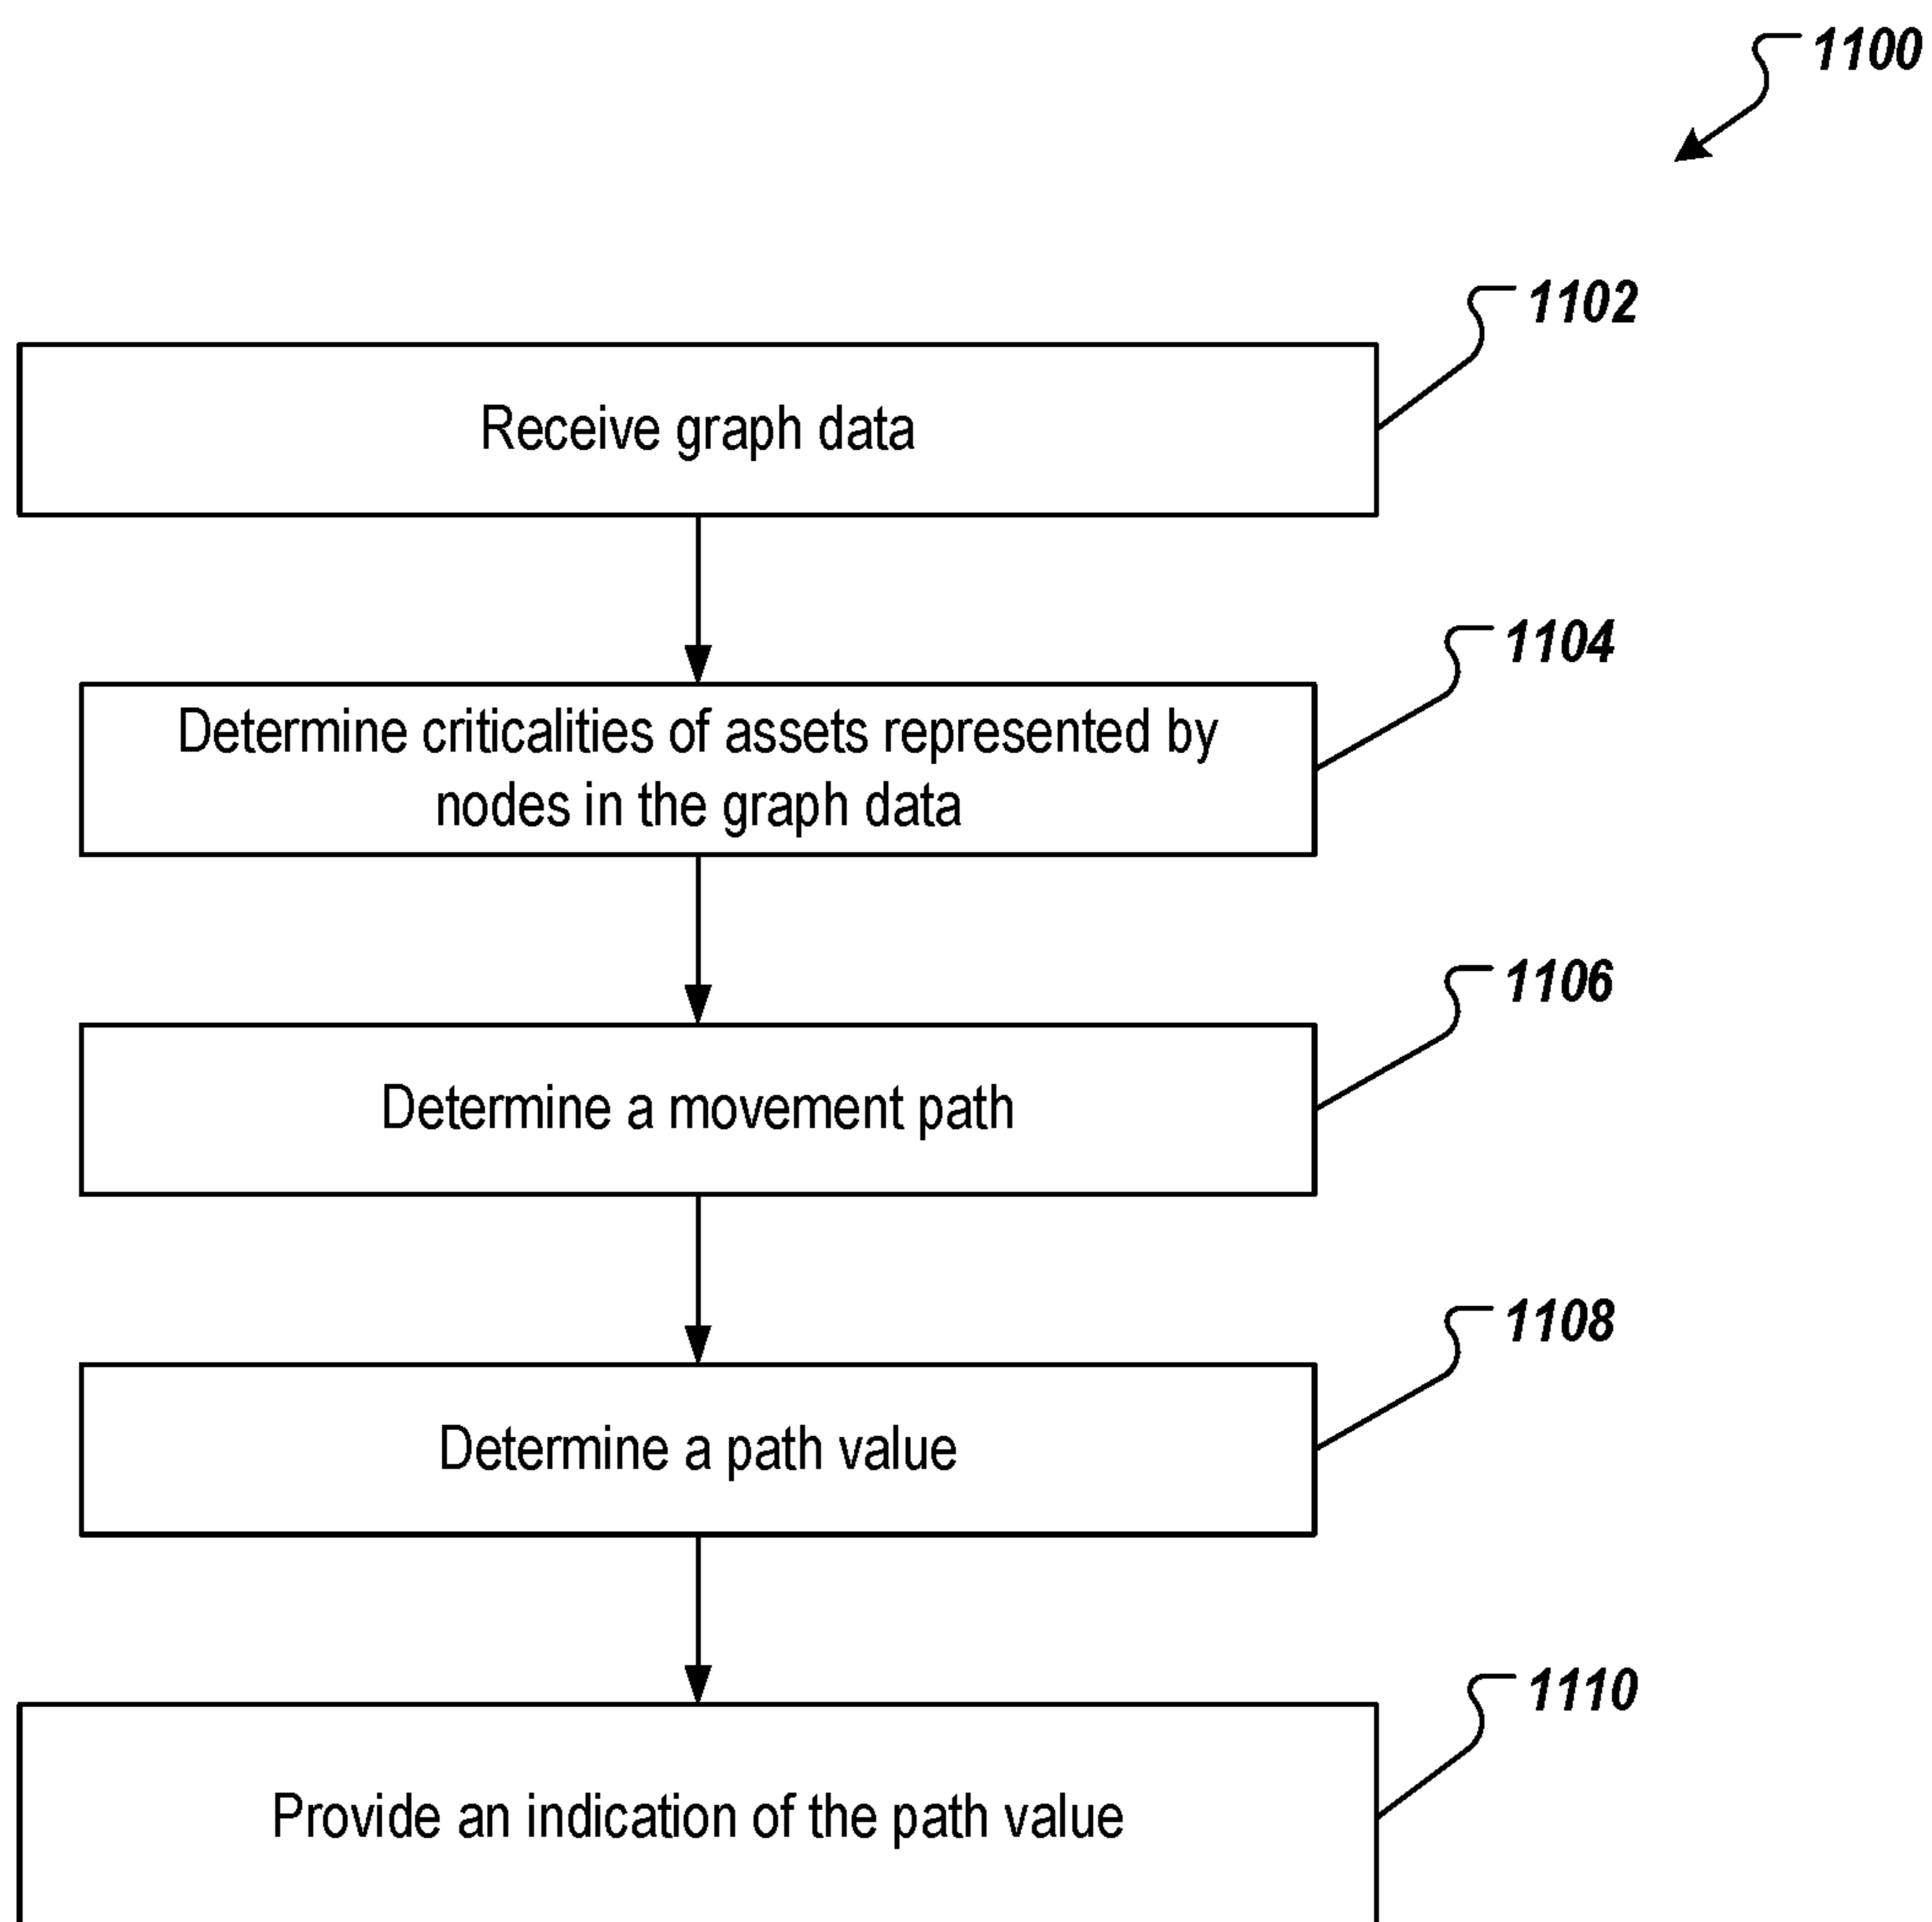 1100
1102
Receive graph data
1104
Determine criticalities of assets represented by
nodes in the graph data
1106
Determine a movement path
1108
Determine a path value
1110
Provide an indication of the path value